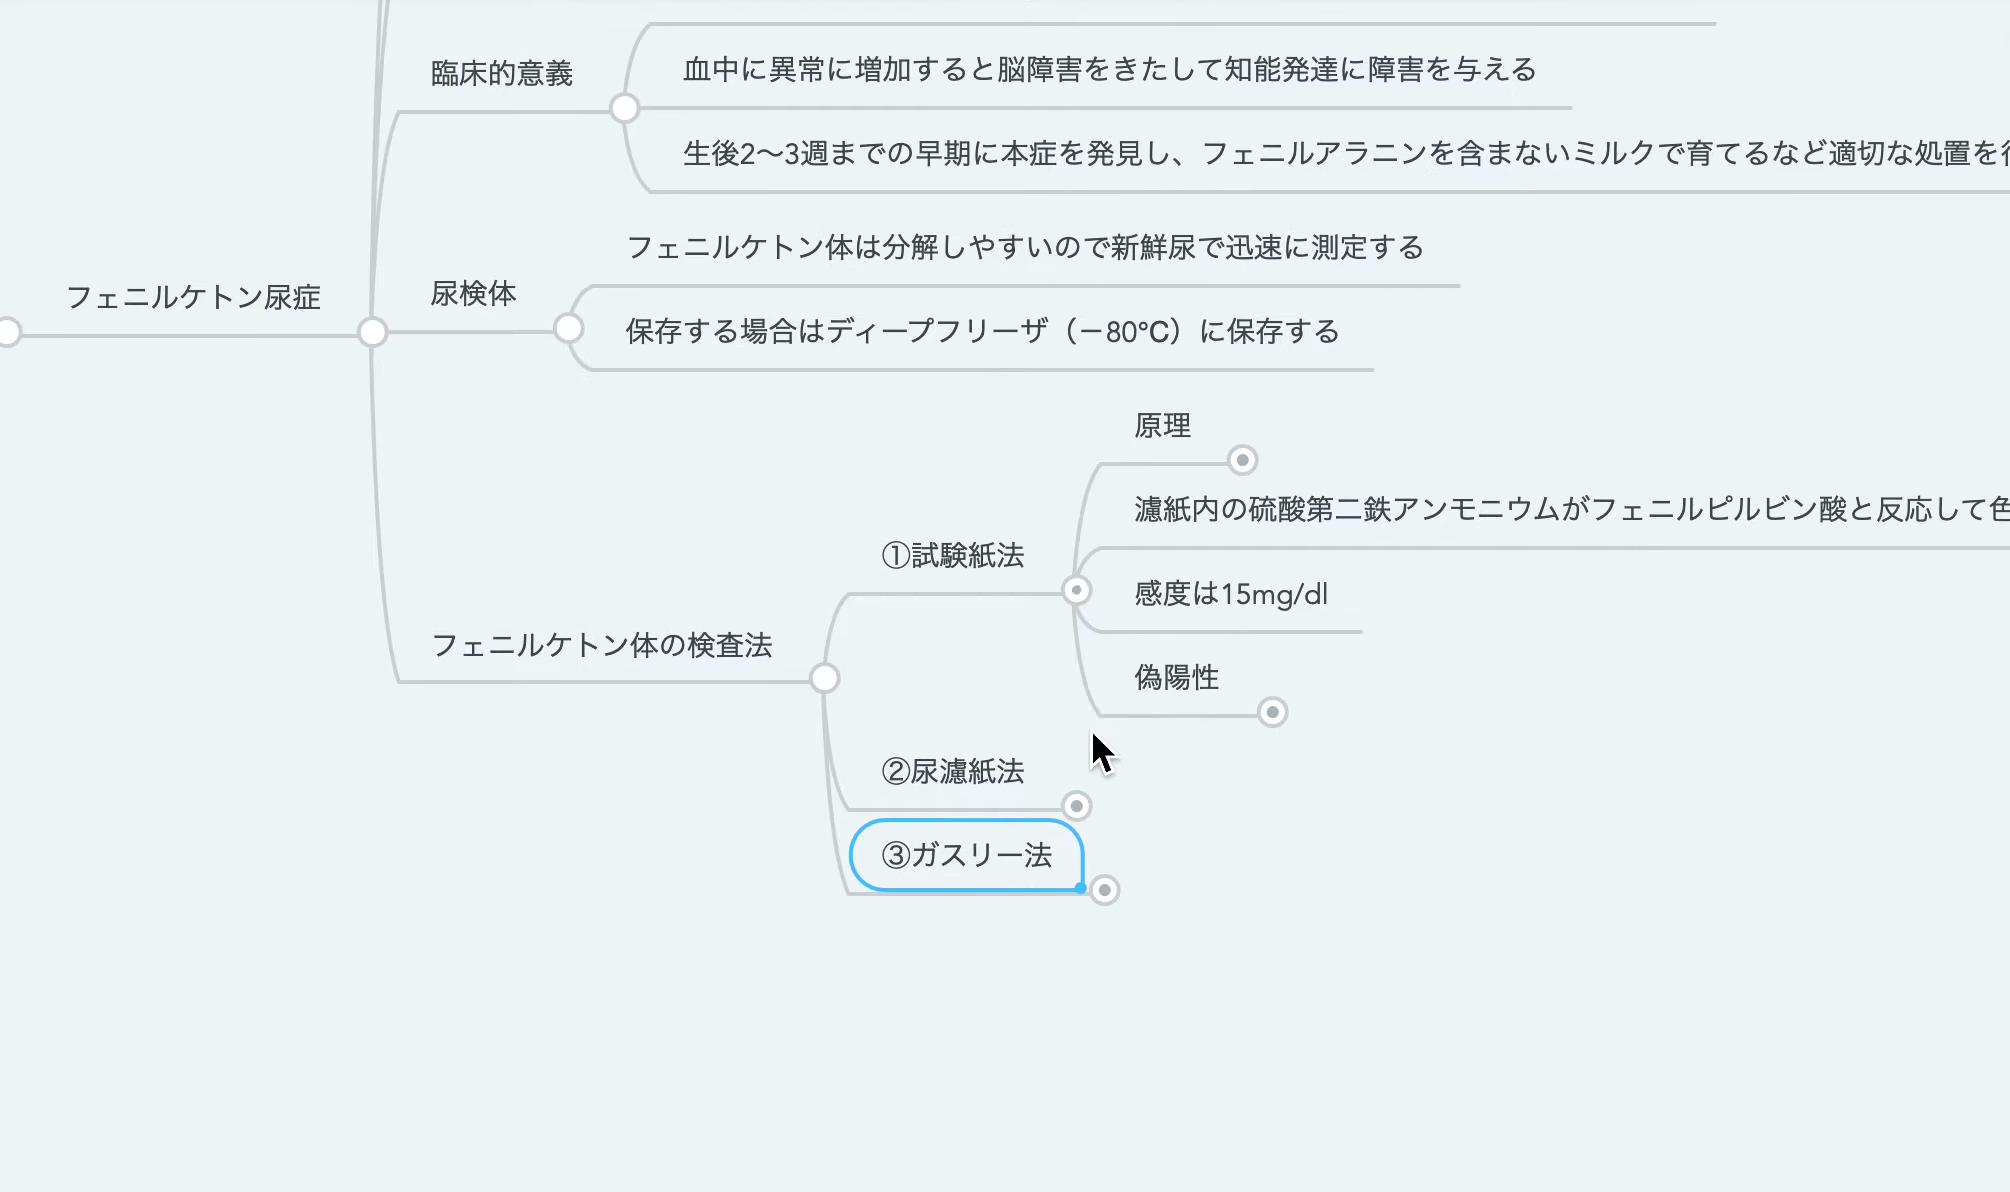 臨床的意義
血中に異常に増加すると脳障害をきたして知能発達に障害を与える
生後2〜3週までの早期に本症を発見し、フェニルアラニンを含まないミルクで育てるなど適切な処置を
フェニルケトン尿症
尿検体
フェニルケトン体は分解しやすいので新鮮尿で迅速に測定する
保存する場合はディープフリーザ（－80℃）に保存する
フェニルケトン体の検査法
①試験紙法
原理
濾紙内の硫酸第二鉄アンモニウムがフェニルピルビン酸と反応して色
感度は15mg/dl
偽陽性
②尿濾紙法
③ガスリー法